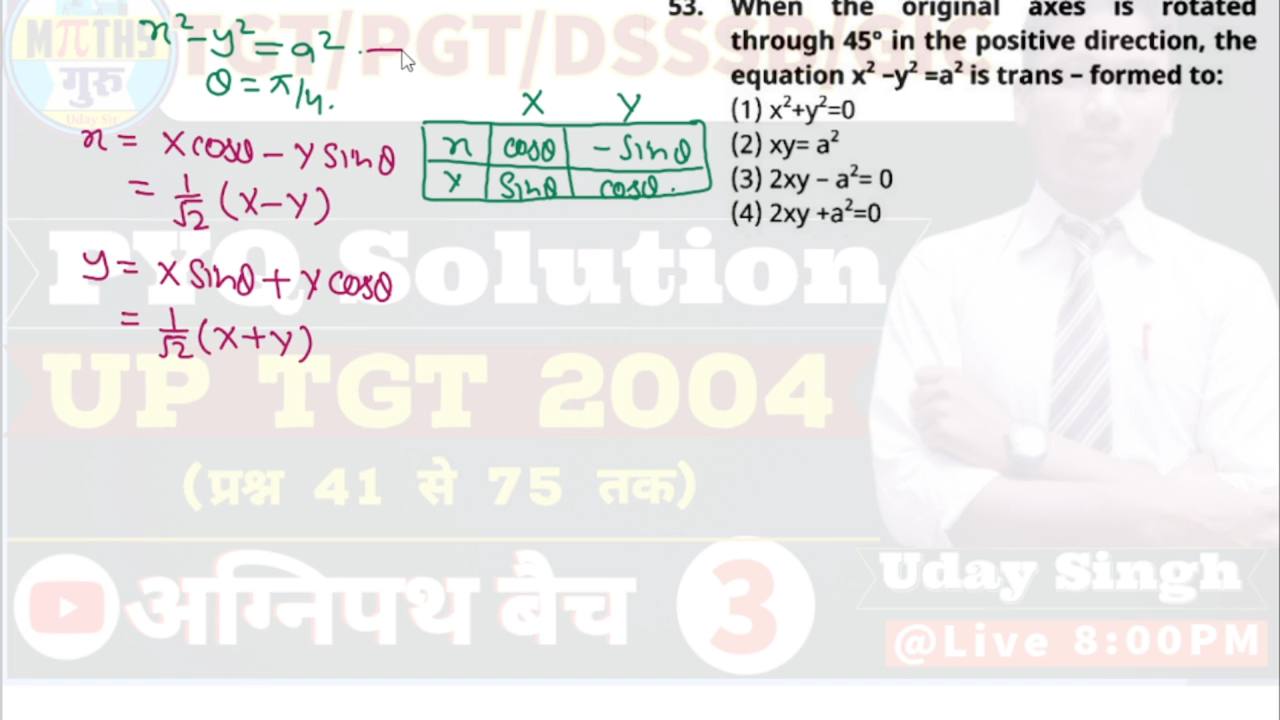 MπTHS
गुरु
Uday Sir
TGT/PGT/DSSSB/GIC
x²-y² = a² . —
θ = π/4.
x = X cosθ - Y Sinθ
= 1/√2 (X-Y)
y = X Sinθ + Y cosθ
= 1/√2 (X+Y)
X Y
x cosθ - Sinθ
Y Sinθ cosθ.
53. When the original axes is rotated
through 45° in the positive direction, the
equation x² –y² =a² is trans – formed to:
(1) x²+y²=0
(2) xy= a²
(3) 2xy – a²= 0
(4) 2xy +a²=0
PYQ Solution
UP TGT 2004
(प्रश्न 41 से 75 तक)
अग्निपथ बैच 3
Uday Singh
@Live 8:00PM